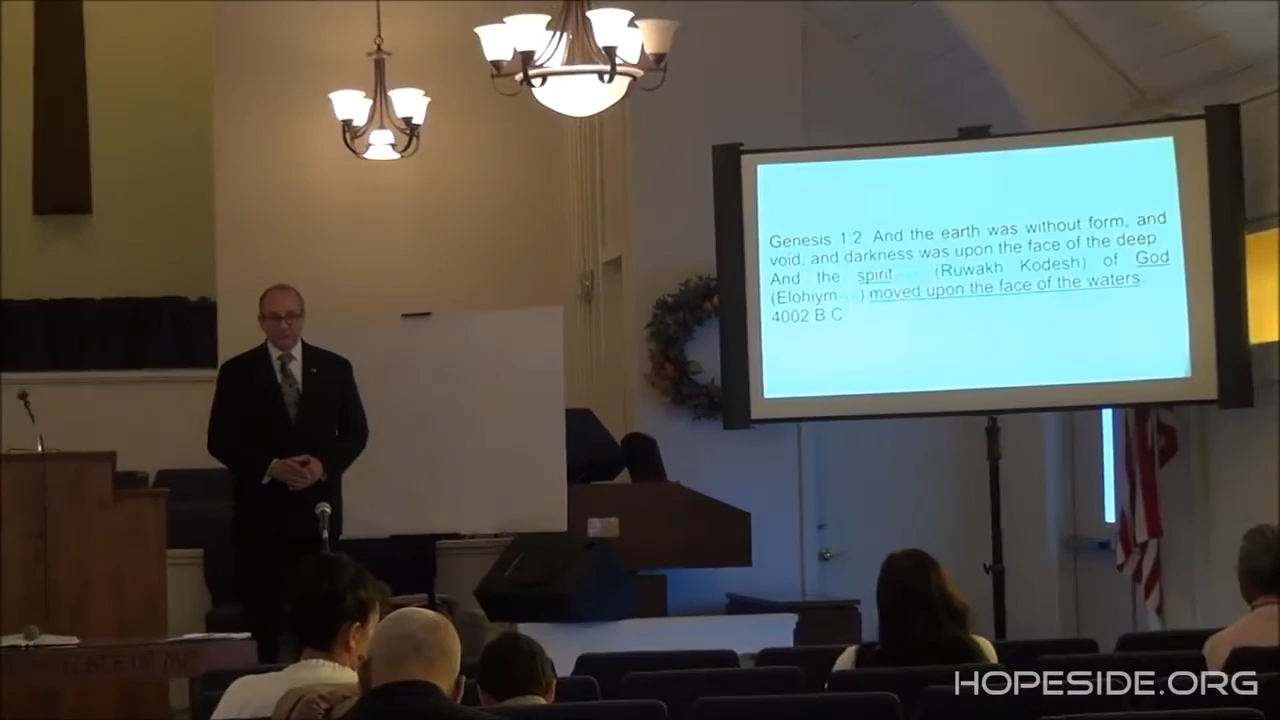 Genesis 1:2 And the earth was without form, and
void; and darkness was upon the face of the deep
And the spirit (Ruwakh Kodesh) of God
(Elohiym ) moved upon the face of the waters.
4002 B C
HOPESIDE.ORG